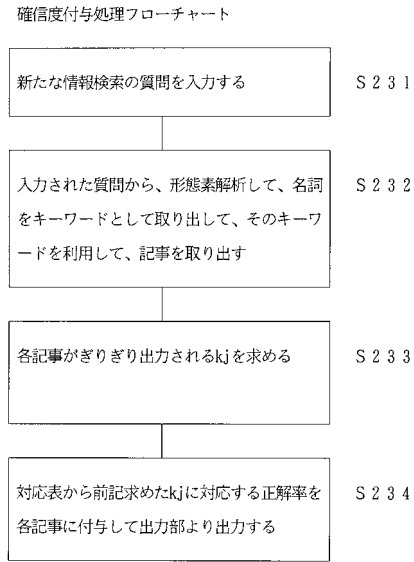 確信度付与処理フローチャート
新たな情報検索の質問を入力する
S231
入力された質問から、形態素解析して、名詞
をキーワードとして取り出して、そのキーワ
ードを利用して、記事を取り出す
S232
各記事がぎりぎり出力されるkjを求める
S233
対応表から前記求めたkjに対応する正解率を
各記事に付与して出力部より出力する
S234